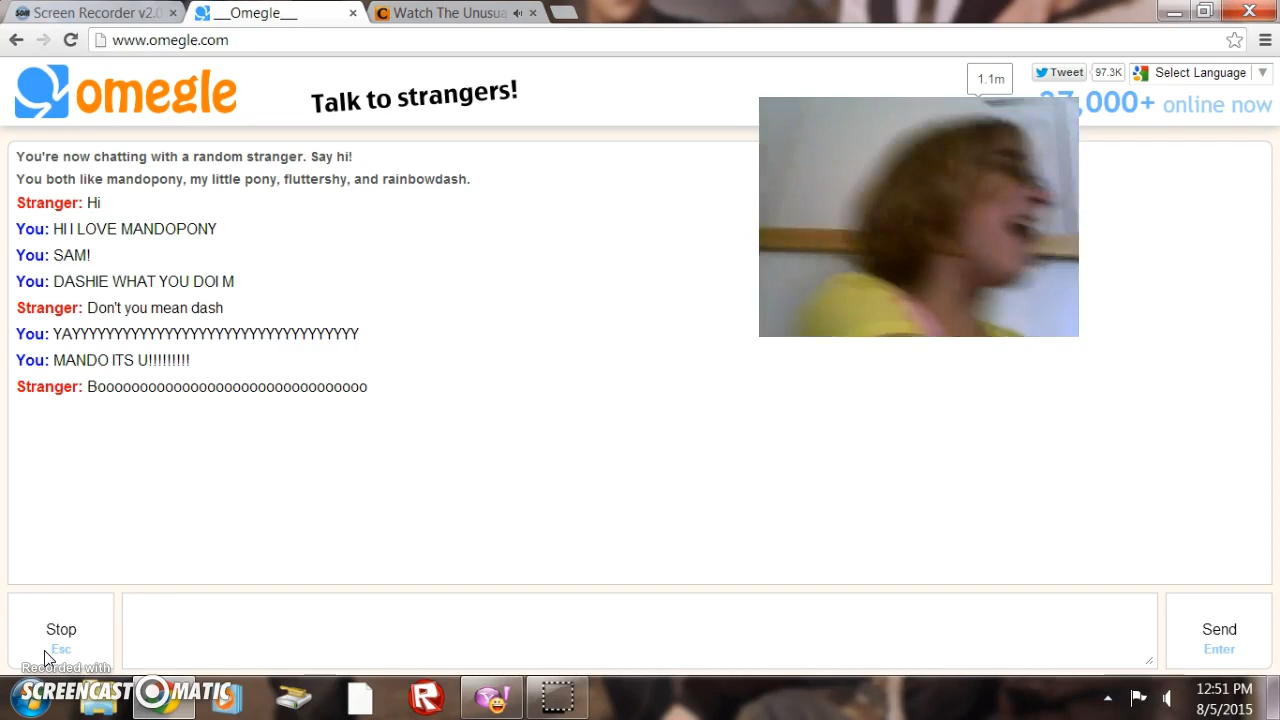 Screen Recorder v2.0
__Omegle__
Watch The Unusua
www.omegle.com
omegle
Talk to strangers!
1.1m
Tweet
97.3K
Select Language
,000+ online now
You're now chatting with a random stranger. Say hi!
You both like mandopony, my little pony, fluttershy, and rainbowdash.
Stranger: Hi
You: HI I LOVE MANDOPONY
You: SAM!
You: DASHIE WHAT YOU DOI M
Stranger: Don't you mean dash
You: YAYYYYYYYYYYYYYYYYYYYYYYYYYYYYYYYYYY
You: MANDO ITS U!!!!!!!!!
Stranger: Boooooooooooooooooooooooooooooooo
Stop
Esc
Send
Enter
Recorded with
SCREENCAST MATIC
12:51 PM
8/5/2015